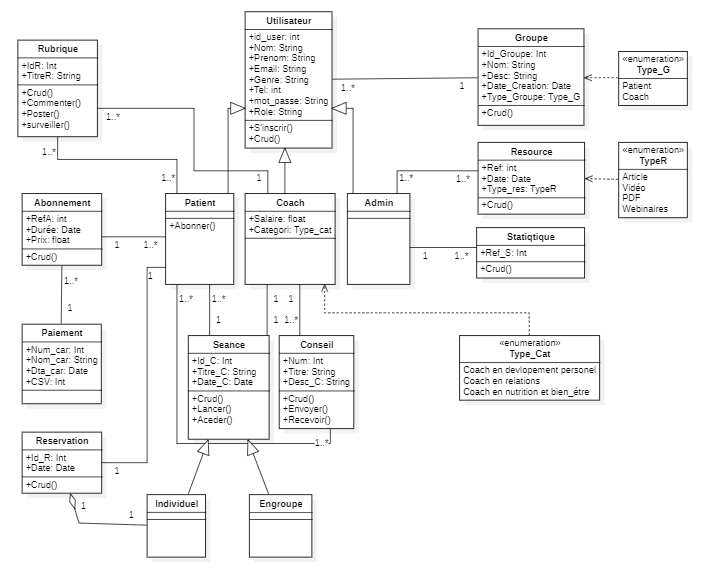 Utilisateur
+id_user: int
+Nom: String
+Prenom: String
+Email: String
+Genre: String
+Tel: int
+mot_passe: String
+Role: String
+S'inscrir()
+Crud()
Groupe
+Id_Groupe: Int
+Nom: String
+Desc: String
+Date_Creation: Date
+Type_Groupe: Type_G
+Crud()
«enumeration»
Type_G
Patient
Coach
Rubrique
+IdR: Int
+TitreR: String
+Crud()
+Commenter()
+Poster()
+surveiller()
1..*
1
1..*
1..*
1..*
1
Resource
+Ref: int
+Date: Date
+Type_res: TypeR
+Crud()
«enumeration»
TypeR
Article
Vidéo
PDF
Webinaires
1..*
1..*
Abonnement
+RefA: int
+Durée: Date
+Prix: float
+Crud()
Patient
+Abonner()
Coach
+Salaire: float
+Categori: Type_cat
Admin
Statiqtique
+Ref_S: Int
+Crud()
1
1..*
1
1..*
1..*
1
1
1..*
1..*
1
1
1
1
1..*
Paiement
+Num_car: Int
+Nom_car: String
+Dta_car: Date
+CSV: Int
Seance
+Id_C: Int
+Titre_C: String
+Date_C: Date
+Crud()
+Lancer()
+Aceder()
Conseil
+Num: Int
+Titre: String
+Desc_C: String
+Crud()
+Envoyer()
+Recevoir()
«enumeration»
Type_Cat
Coach en devlopement personel
Coach en relations
Coach en nutrition et bien_étre
1..*
Reservation
+Id_R: Int
+Date: Date
+Crud()
1
1
1
Individuel
Engroupe